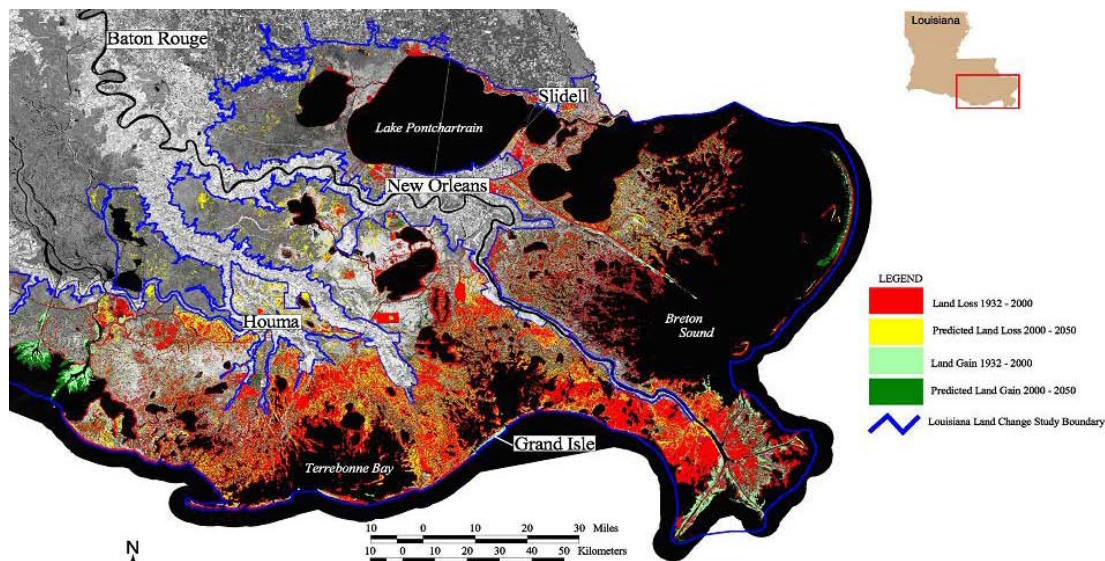 Louisiana
Baton Rouge
Slidell
Lake Pontchartrain
New Orleans
LEGEND
Land Loss 1932 - 2000
Predicted Land Loss 2000 - 2050
Land Gain 1932 - 2000
Predicted Land Gain 2000 - 2050
Louisiana Land Change Study Boundary
Houma
Breton
Sound
Grand Isle
Terrebonne Bay
10 0 10 20 30 Miles
10 0 10 20 30 40 50 Kilometers
N